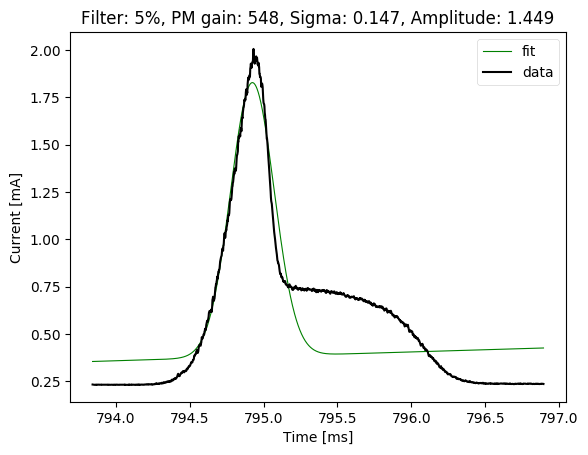 Filter: 5%, PM gain: 548, Sigma: 0.147, Amplitude: 1.449
fit
data
2.00
1.75
1.50
1.25
1.00
0.75
0.50
0.25
Current [mA]
794.0 794.5 795.0 795.5 796.0 796.5 797.0
Time [ms]